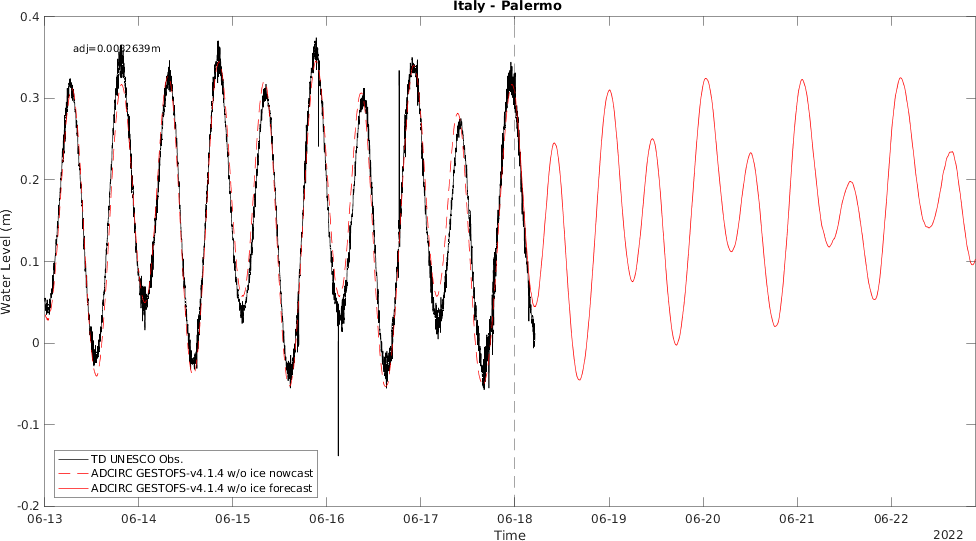 Italy - Palermo
adj=0.0032639m
0.4
0.3
0.2
0.1
0
-0.1
-0.2
Water Level (m)
TD UNESCO Obs.
ADCIRC GESTOFS-v4.1.4 w/o ice nowcast
ADCIRC GESTOFS-v4.1.4 w/o ice forecast
06-13 06-14 06-15 06-16 06-17 06-18 06-19 06-20 06-21 06-22
Time
2022